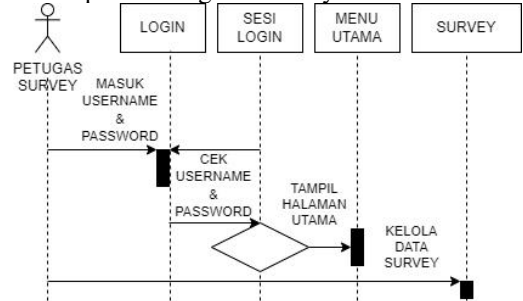 LOGIN
SESI
LOGIN
MENU
UTAMA
SURVEY
PETUGAS
SURVEY
MASUK
USERNAME
&
PASSWORD
CEK
USERNAME
&
PASSWORD
TAMPIL
HALAMAN
UTAMA
KELOLA
DATA
SURVEY